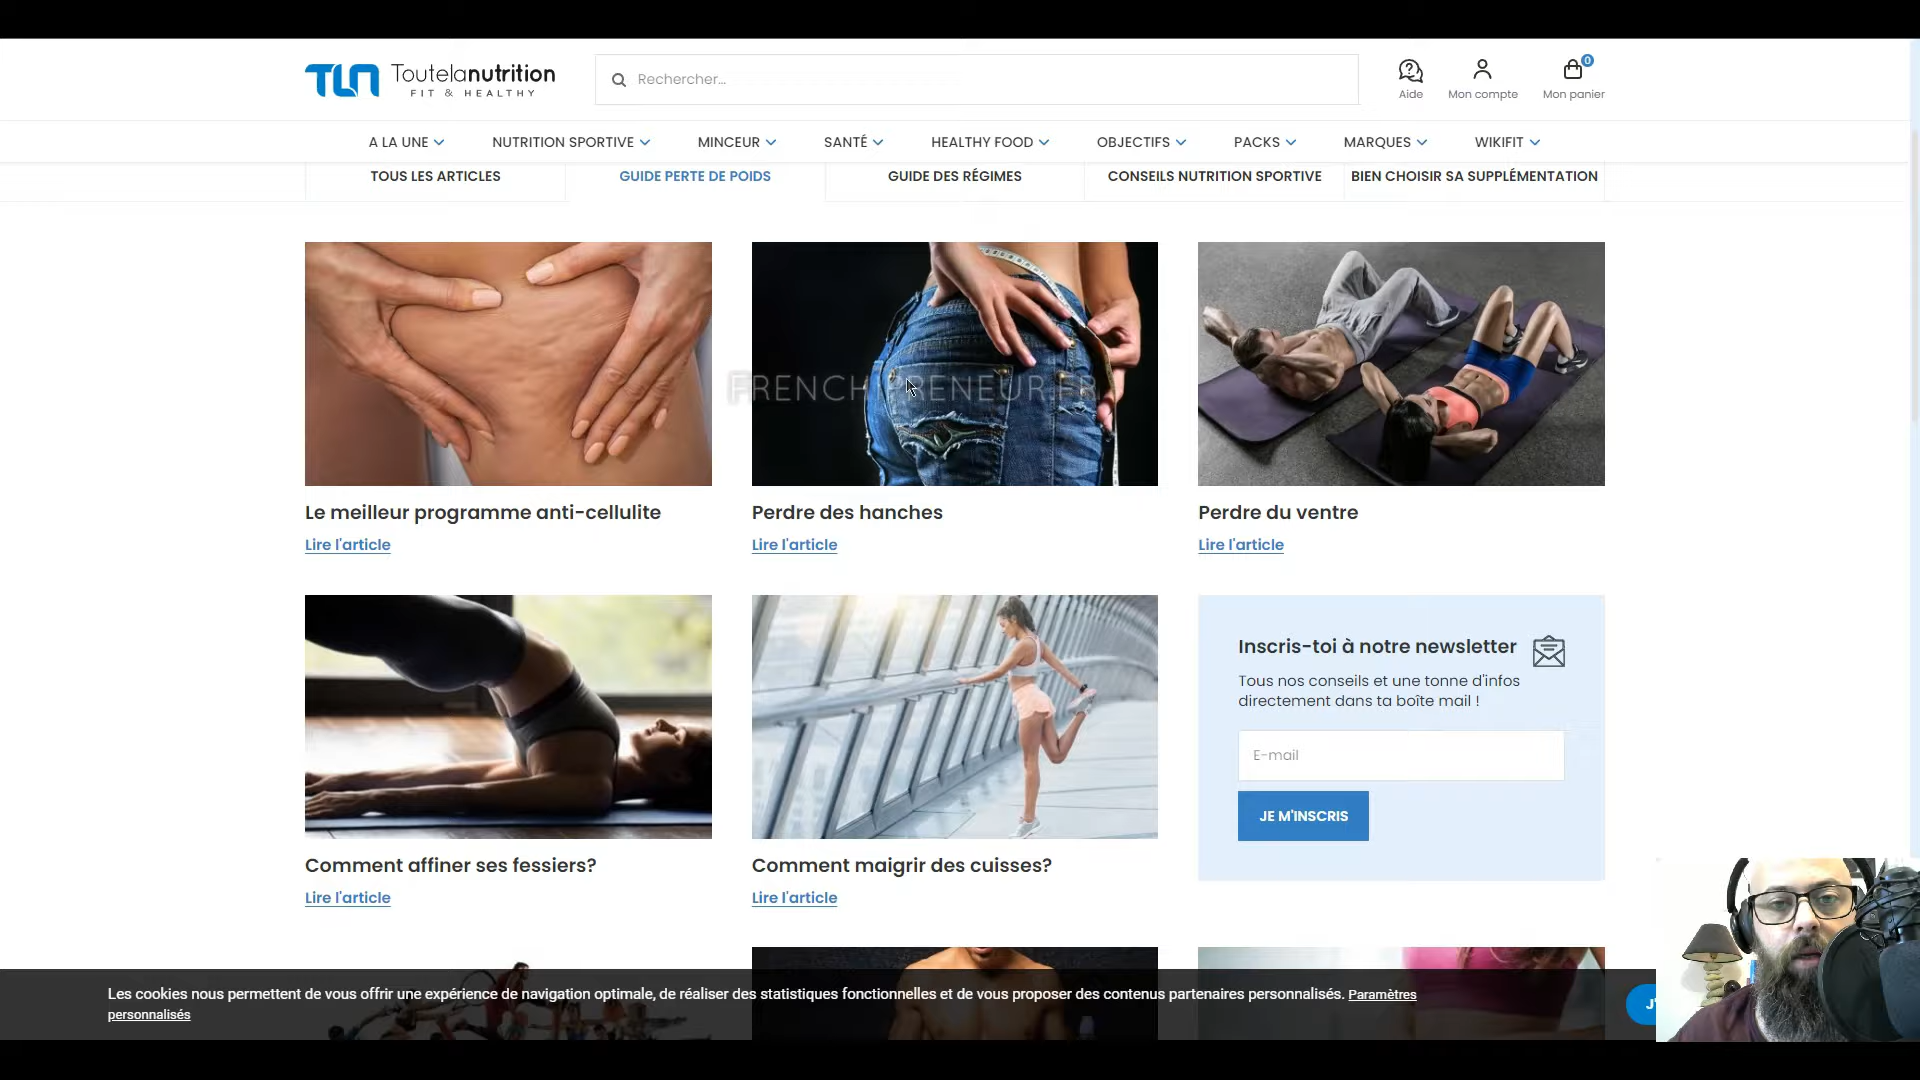 TLN Toutelanutrition
FIT & HEALTHY
Rechercher...
Aide
Mon compte
0
Mon panier
A LA UNE
NUTRITION SPORTIVE
MINCEUR
SANTÉ
HEALTHY FOOD
OBJECTIFS
PACKS
MARQUES
WIKIFIT
TOUS LES ARTICLES
GUIDE PERTE DE POIDS
GUIDE DES RÉGIMES
CONSEILS NUTRITION SPORTIVE
BIEN CHOISIR SA SUPPLÉMENTATION
FRENCHYPRENEUR.FR
Le meilleur programme anti-cellulite
Lire l'article
Perdre des hanches
Lire l'article
Perdre du ventre
Lire l'article
Comment affiner ses fessiers?
Lire l'article
Comment maigrir des cuisses?
Lire l'article
Inscris-toi à notre newsletter
Tous nos conseils et une tonne d'infos
directement dans ta boîte mail !
E-mail
JE M'INSCRIS
Les cookies nous permettent de vous offrir une expérience de navigation optimale, de réaliser des statistiques fonctionnelles et de vous proposer des contenus partenaires personnalisés. Paramètres
personnalisés